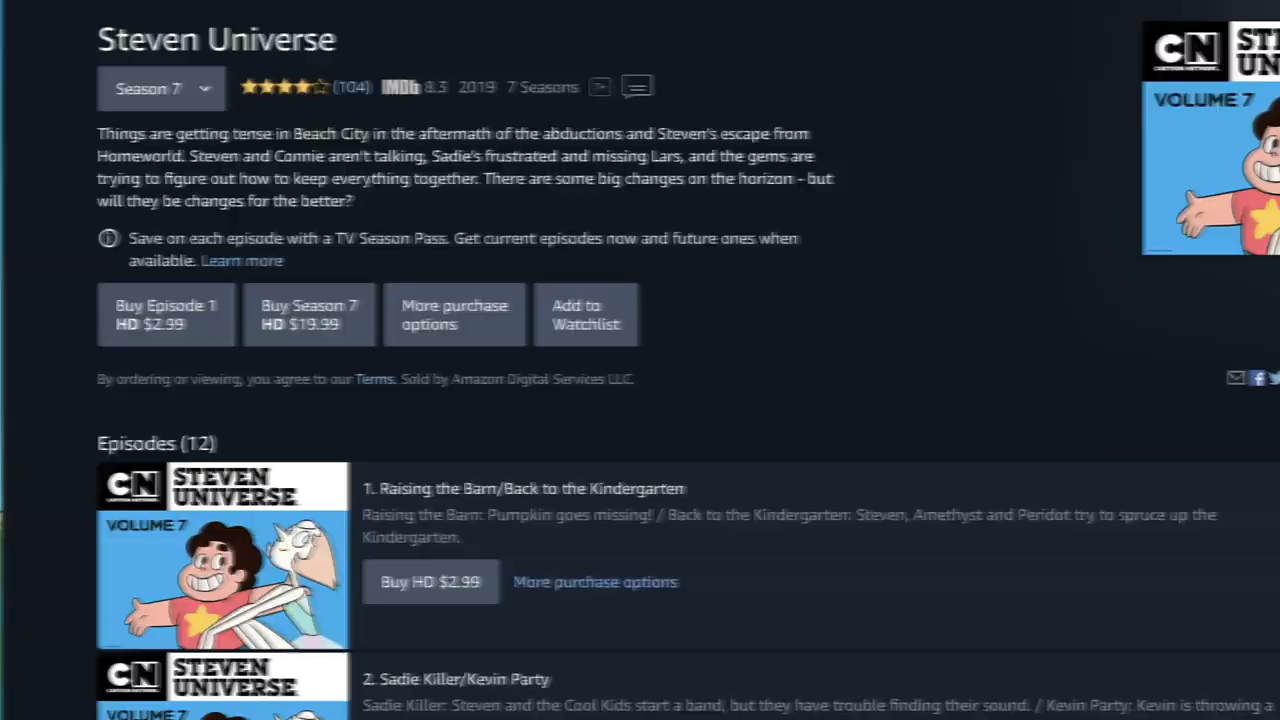 Steven Universe
CN
CARTOON NETWORK
Season 7
(104) IMDb 8.3 2019 7 Seasons 7+
VOLUME 7
Things are getting tense in Beach City in the aftermath of the abductions and Steven's escape from
Homeworld. Steven and Connie aren't talking, Sadie's frustrated and missing Lars, and the gems are
trying to figure out how to keep everything together. There are some big changes on the horizon - but
will they be changes for the better?
Save on each episode with a TV Season Pass. Get current episodes now and future ones when
available. Learn more
Buy Episode 1
HD $2.99
Buy Season 7
HD $19.99
More purchase
options
Add to
Watchlist
By ordering or viewing, you agree to our Terms. Sold by Amazon Digital Services LLC.
Episodes (12)
CN
CARTOON NETWORK
STEVEN
UNIVERSE
VOLUME 7
1. Raising the Barn/Back to the Kindergarten
Raising the Barn: Pumpkin goes missing! / Back to the Kindergarten: Steven, Amethyst and Peridot try to spruce up the
Kindergarten.
Buy HD $2.99 More purchase options
CN
CARTOON NETWORK
STEVEN
UNIVERSE
VOLUME 7
2. Sadie Killer/Kevin Party
Sadie Killer: Steven and the Cool Kids start a band, but they have trouble finding their sound. / Kevin Party: Kevin is throwing a